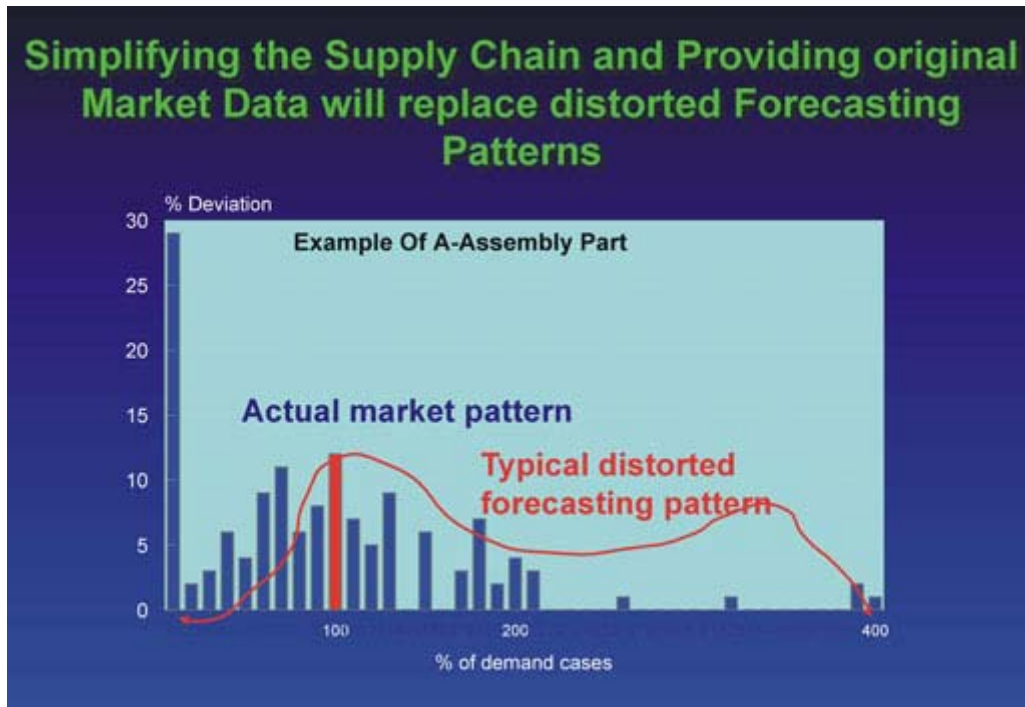 Simplifying the Supply Chain and Providing original
Market Data will replace distorted Forecasting
Patterns
% Deviation
30
Example Of A-Assembly Part
25
20
15
Actual market pattern
Typical distorted
forecasting pattern
10
5
0
100
200
400
% of demand cases